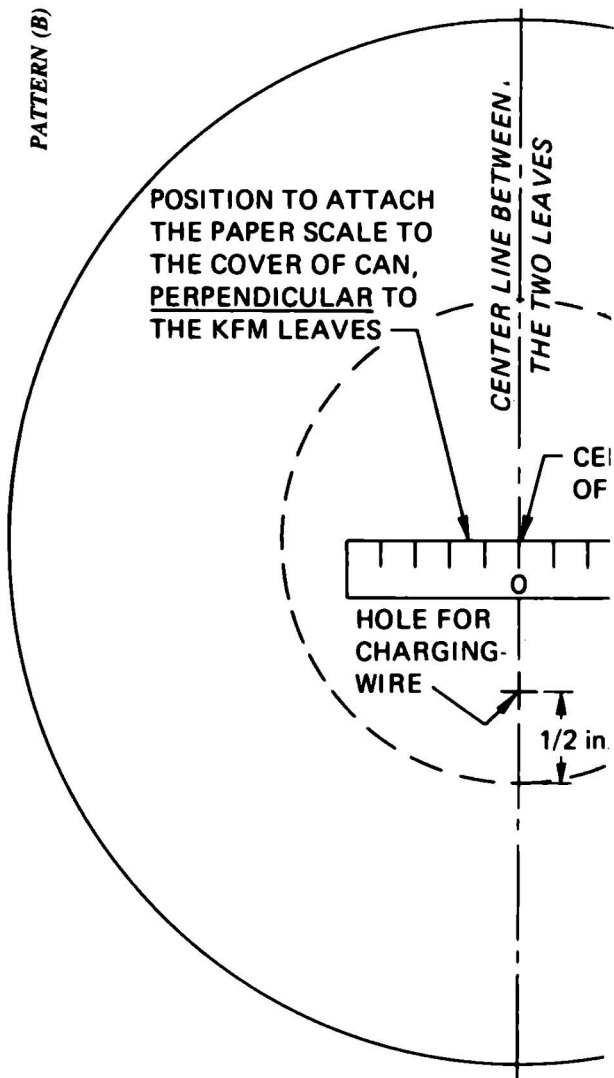 PATTERN (B)
POSITION TO ATTACH
THE PAPER SCALE TO
THE COVER OF CAN,
PERPENDICULAR TO
THE KFM LEAVES
CENTER LINE BETWEEN
THE TWO LEAVES
OF
0
HOLE FOR
CHARGING-
WIRE
1/2 in.